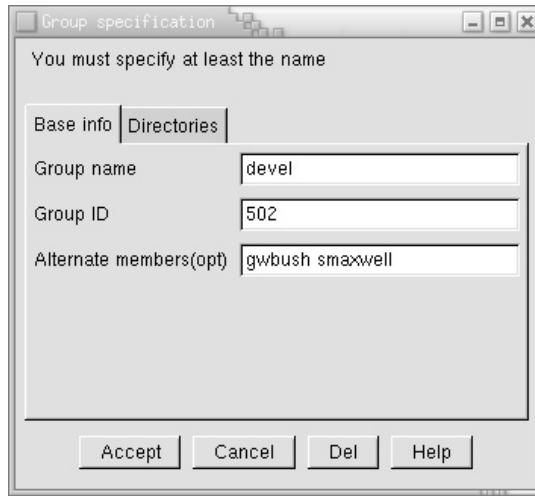 Group specification
You must specify at least the name
Base info Directories
Group name devel
Group ID 502
Alternate members(opt) gwbush smaxwell
Accept Cancel Del Help